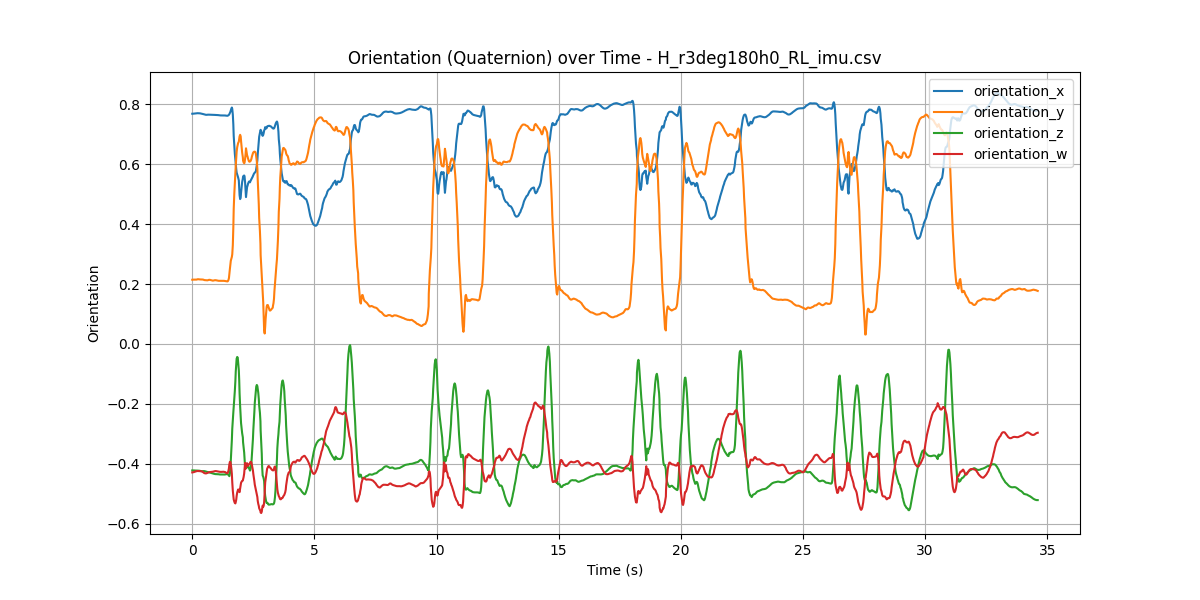 Orientation (Quaternion) over Time - H_r3deg180h0_RL_imu.csv
orientation_x
orientation_y
orientation_z
orientation_w
Orientation
0.8
0.6
0.4
0.2
0.0
−0.2
−0.4
−0.6
0 5 10 15 20 25 30 35
Time (s)